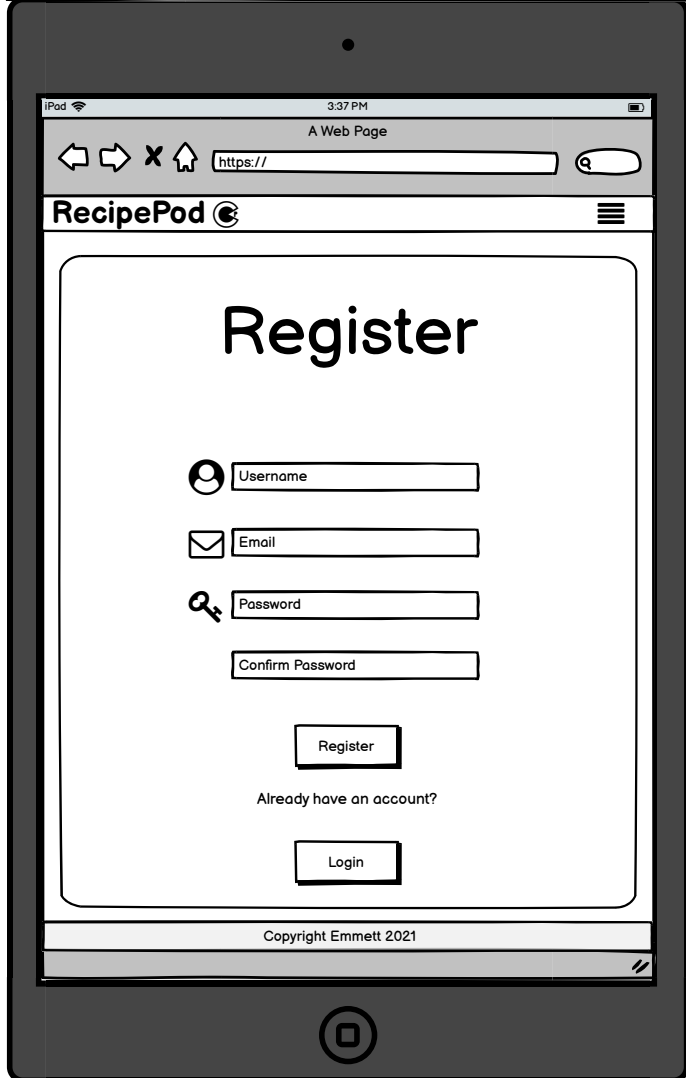 iPad 3:37 PM
A Web Page
https://
RecipePod
Register
Username
Email
Password
Confirm Password
Register
Already have an account?
Login
Copyright Emmett 2021